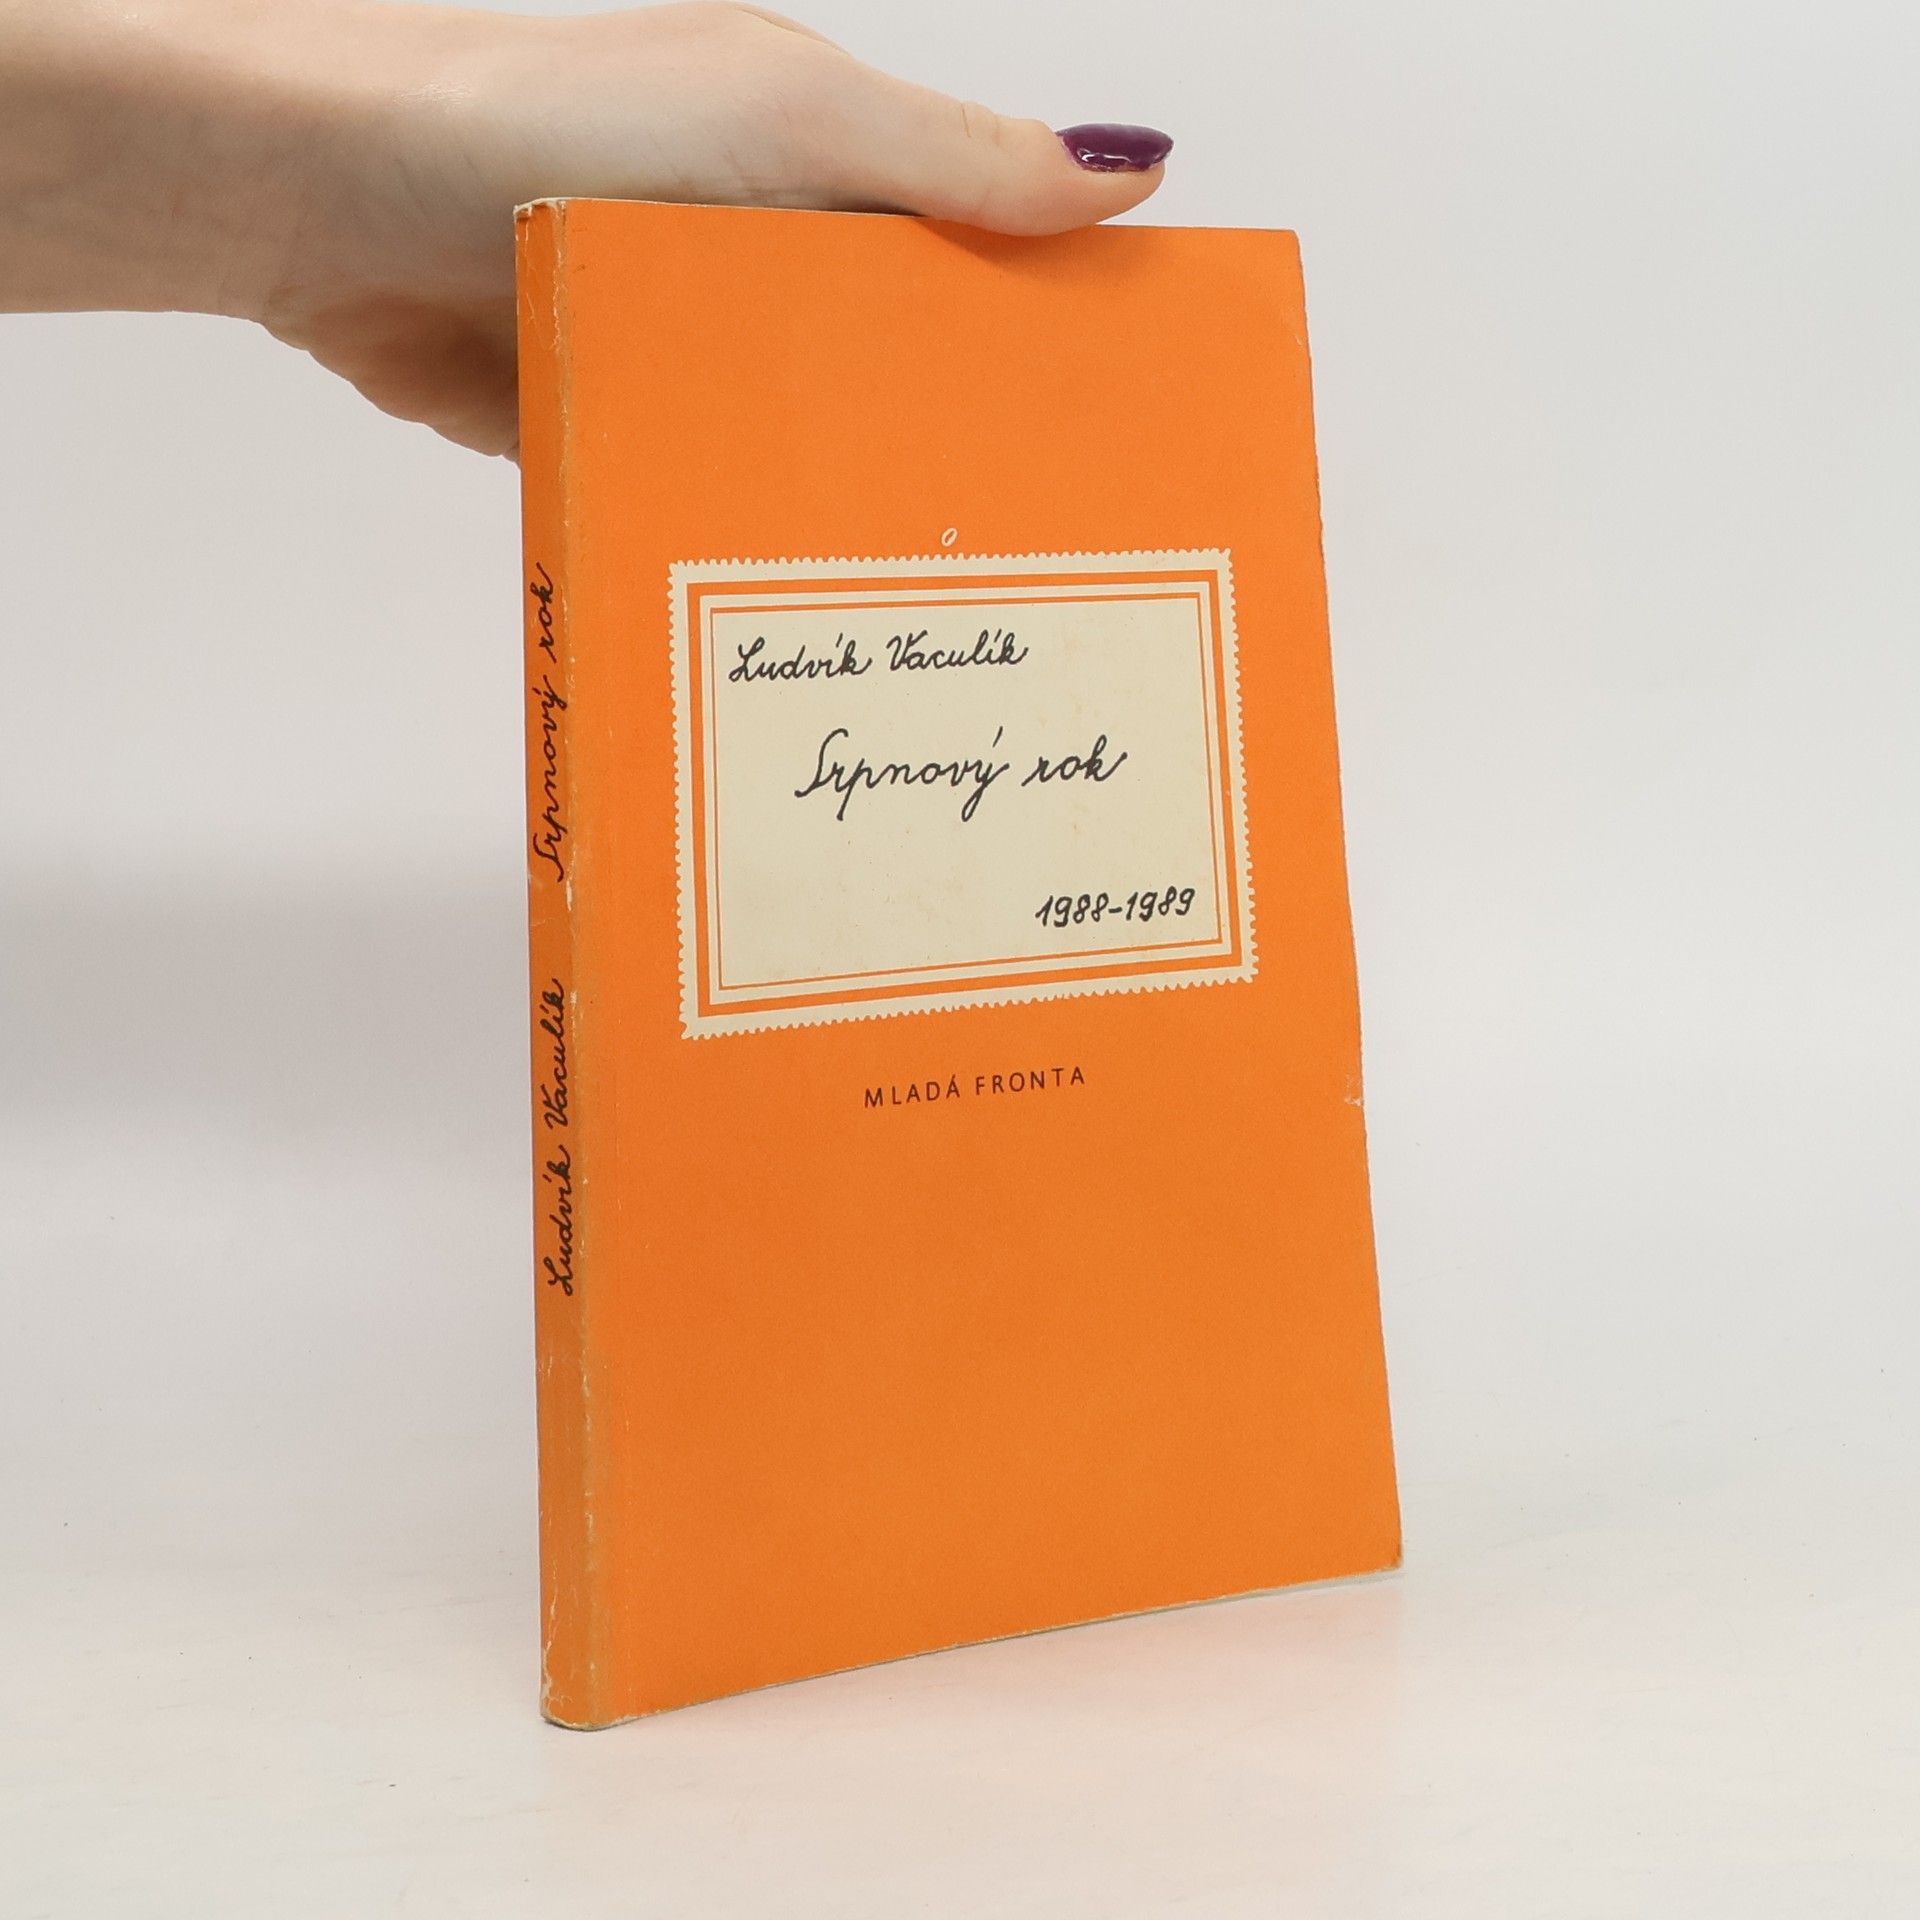 Ludvík Vaculík
Srpnový rok
1988-1989
MLADÁ FRONTA
Ludvík Vaculík Srpnový rok